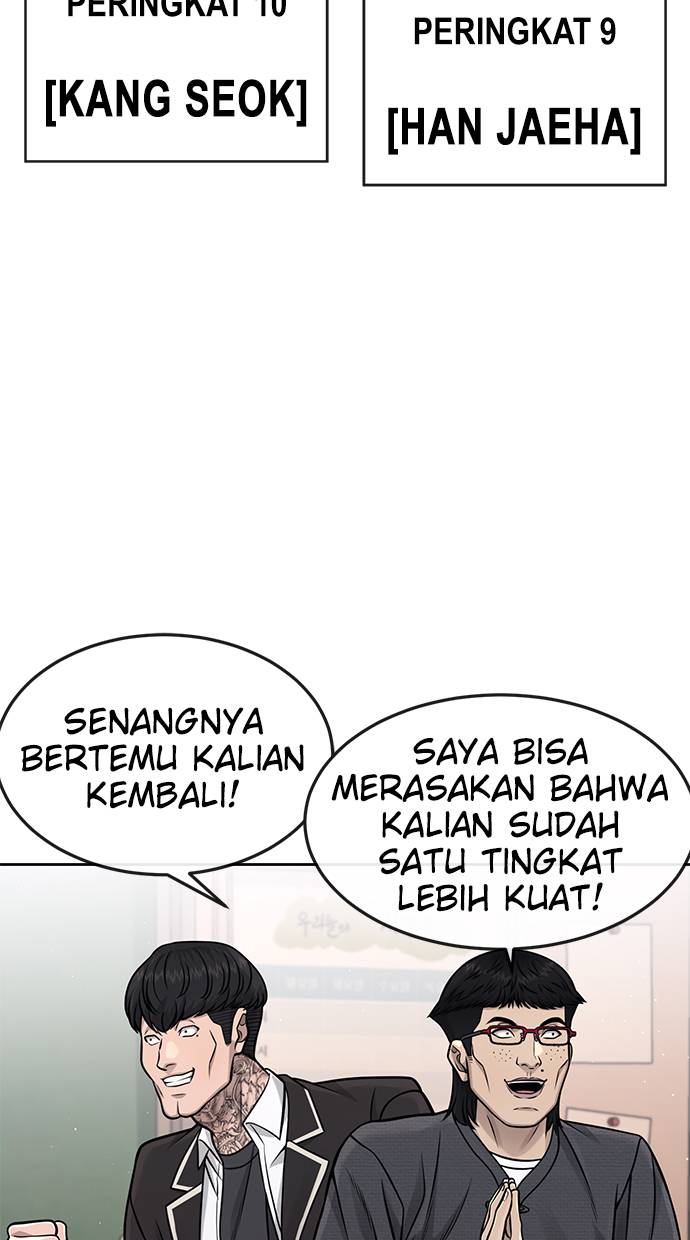 PERINGKAT 10
[KANG SEOK]
PERINGKAT 9
[HAN JAEHA]
SENANGNYA
BERTEMU KALIAN
KEMBALI!
SAYA BISA
MERASAKAN BAHWA
KALIAN SUDAH
SATU TINGKAT
LEBIH KUAT!